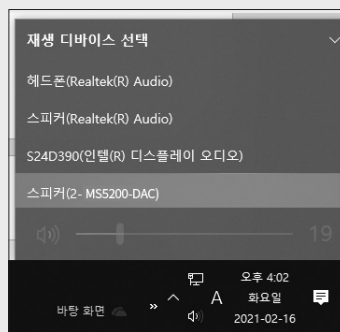 재생 디바이스 선택
헤드폰(Realtek(R) Audio)
스피커(Realtek(R) Audio)
S24D390(인텔(R) 디스플레이 오디오)
스피커(2- MS5200-DAC)
19
오후 4:02
바탕 화면 » A 화요일
2021-02-16